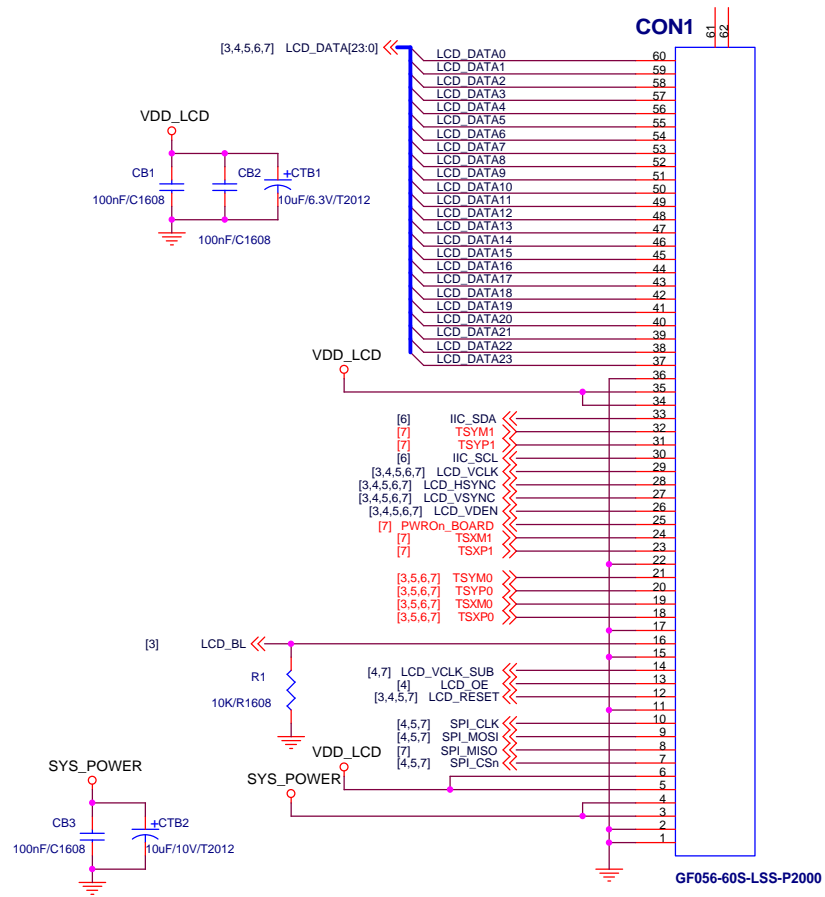 CON1
61
62
[3,4,5,6,7] LCD_DATA[23:0]
LCD_DATA0 60
LCD_DATA1 59
LCD_DATA2 58
LCD_DATA3 57
LCD_DATA4 56
LCD_DATA5 55
LCD_DATA6 54
LCD_DATA7 53
LCD_DATA8 52
LCD_DATA9 51
LCD_DATA10 50
LCD_DATA11 49
LCD_DATA12 48
LCD_DATA13 47
LCD_DATA14 46
LCD_DATA15 45
LCD_DATA16 44
LCD_DATA17 43
LCD_DATA18 42
LCD_DATA19 41
LCD_DATA20 40
LCD_DATA21 39
LCD_DATA22 38
LCD_DATA23 37
VDD_LCD
CB1
CB2
+CTB1
100nF/C1608
10uF/6.3V/T2012
100nF/C1608
VDD_LCD
36
35
34
[6] IIC_SDA 33
[7] TSYM1 32
[7] TSYP1 31
[6] IIC_SCL 30
[3,4,5,6,7] LCD_VCLK 29
[3,4,5,6,7] LCD_HSYNC 28
[3,4,5,6,7] LCD_VSYNC 27
[3,4,5,6,7] LCD_VDEN 26
[7] PWROn_BOARD 25
[7] TSXM1 24
[7] TSXP1 23
22
[3,5,6,7] TSYM0 21
[3,5,6,7] TSYP0 20
[3,5,6,7] TSXM0 19
[3,5,6,7] TSXP0 18
17
[3] LCD_BL 16
15
R1
10K/R1608
[4,7] LCD_VCLK_SUB 14
[4] LCD_OE 13
[3,4,5,7] LCD_RESET 12
11
[4,5,7] SPI_CLK 10
[4,5,7] SPI_MOSI 9
[7] SPI_MISO 8
[4,5,7] SPI_CSn 7
VDD_LCD
6
5
SYS_POWER
4
3
2
1
SYS_POWER
CB3
+CTB2
100nF/C1608
10uF/10V/T2012
GF056-60S-LSS-P2000